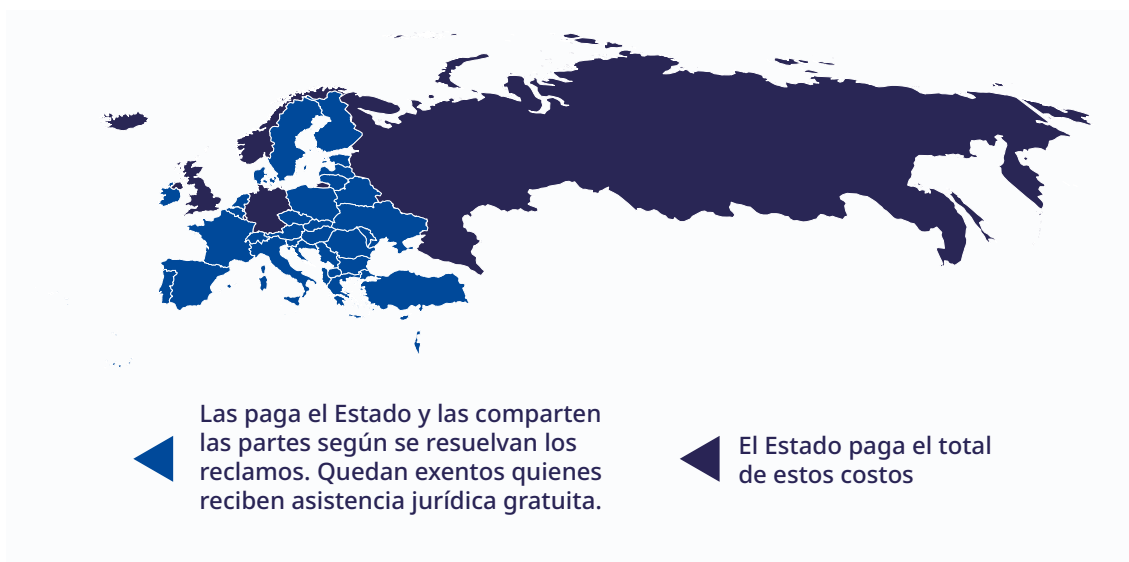 Las paga el Estado y las comparten
las partes según se resuelvan los
reclamos. Quedan exentos quienes
reciben asistencia jurídica gratuita.
El Estado paga el total
de estos costos